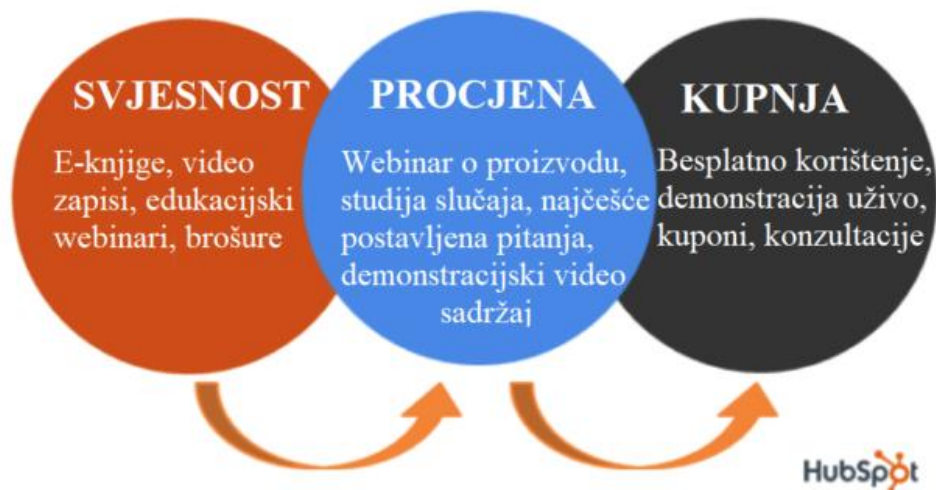 SVJESNOST
E-knjige, video
zapisi, edukacijski
webinari, brošure
PROCJENA
Webinar o proizvodu,
studija slučaja, najčešće
postavljena pitanja,
demonstracijski video
sadržaj
KUPNJA
Besplatno korištenje,
demonstracija uživo,
kuponi, konzultacije
HubSpot